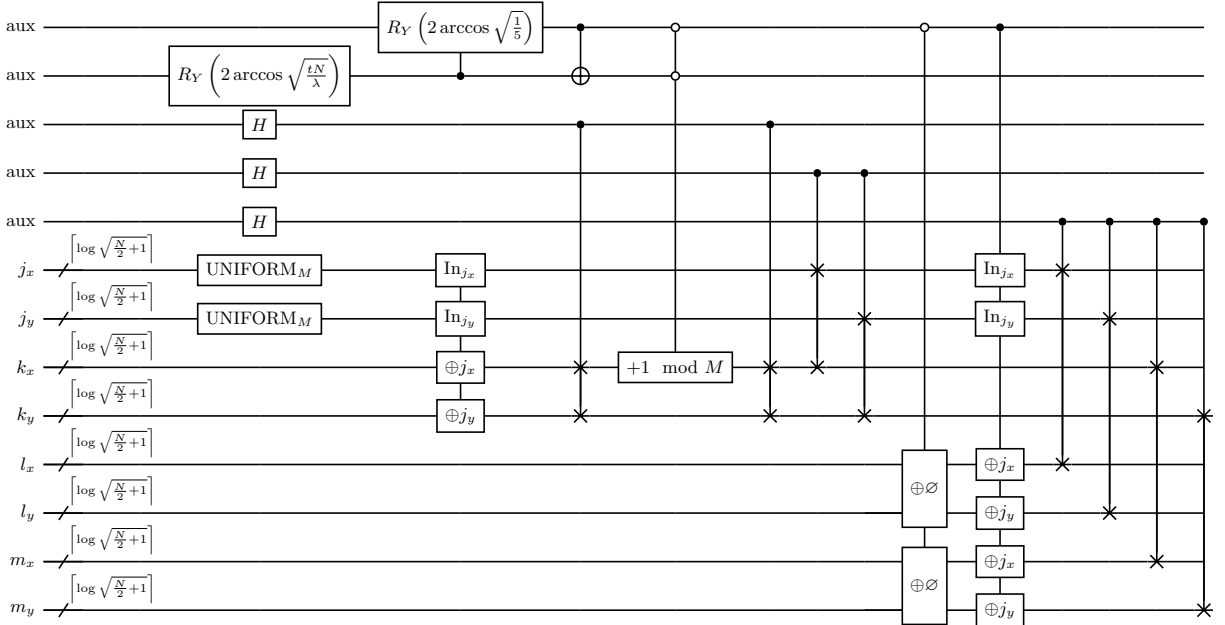 aux
R_Y (2 arccos √(1/5))
aux
R_Y (2 arccos √(tN/λ))
aux
H
aux
H
aux
H
⌈log √(N/2+1)⌉
j_x
UNIFORM_M
In_{j_x}
In_{j_x}
⌈log √(N/2+1)⌉
j_y
UNIFORM_M
In_{j_y}
In_{j_y}
⌈log √(N/2+1)⌉
k_x
⊕j_x
+1 mod M
⌈log √(N/2+1)⌉
k_y
⊕j_y
⌈log √(N/2+1)⌉
l_x
⊕j_x
⊕∅
⌈log √(N/2+1)⌉
l_y
⊕j_y
⌈log √(N/2+1)⌉
m_x
⊕j_x
⊕∅
⌈log √(N/2+1)⌉
m_y
⊕j_y